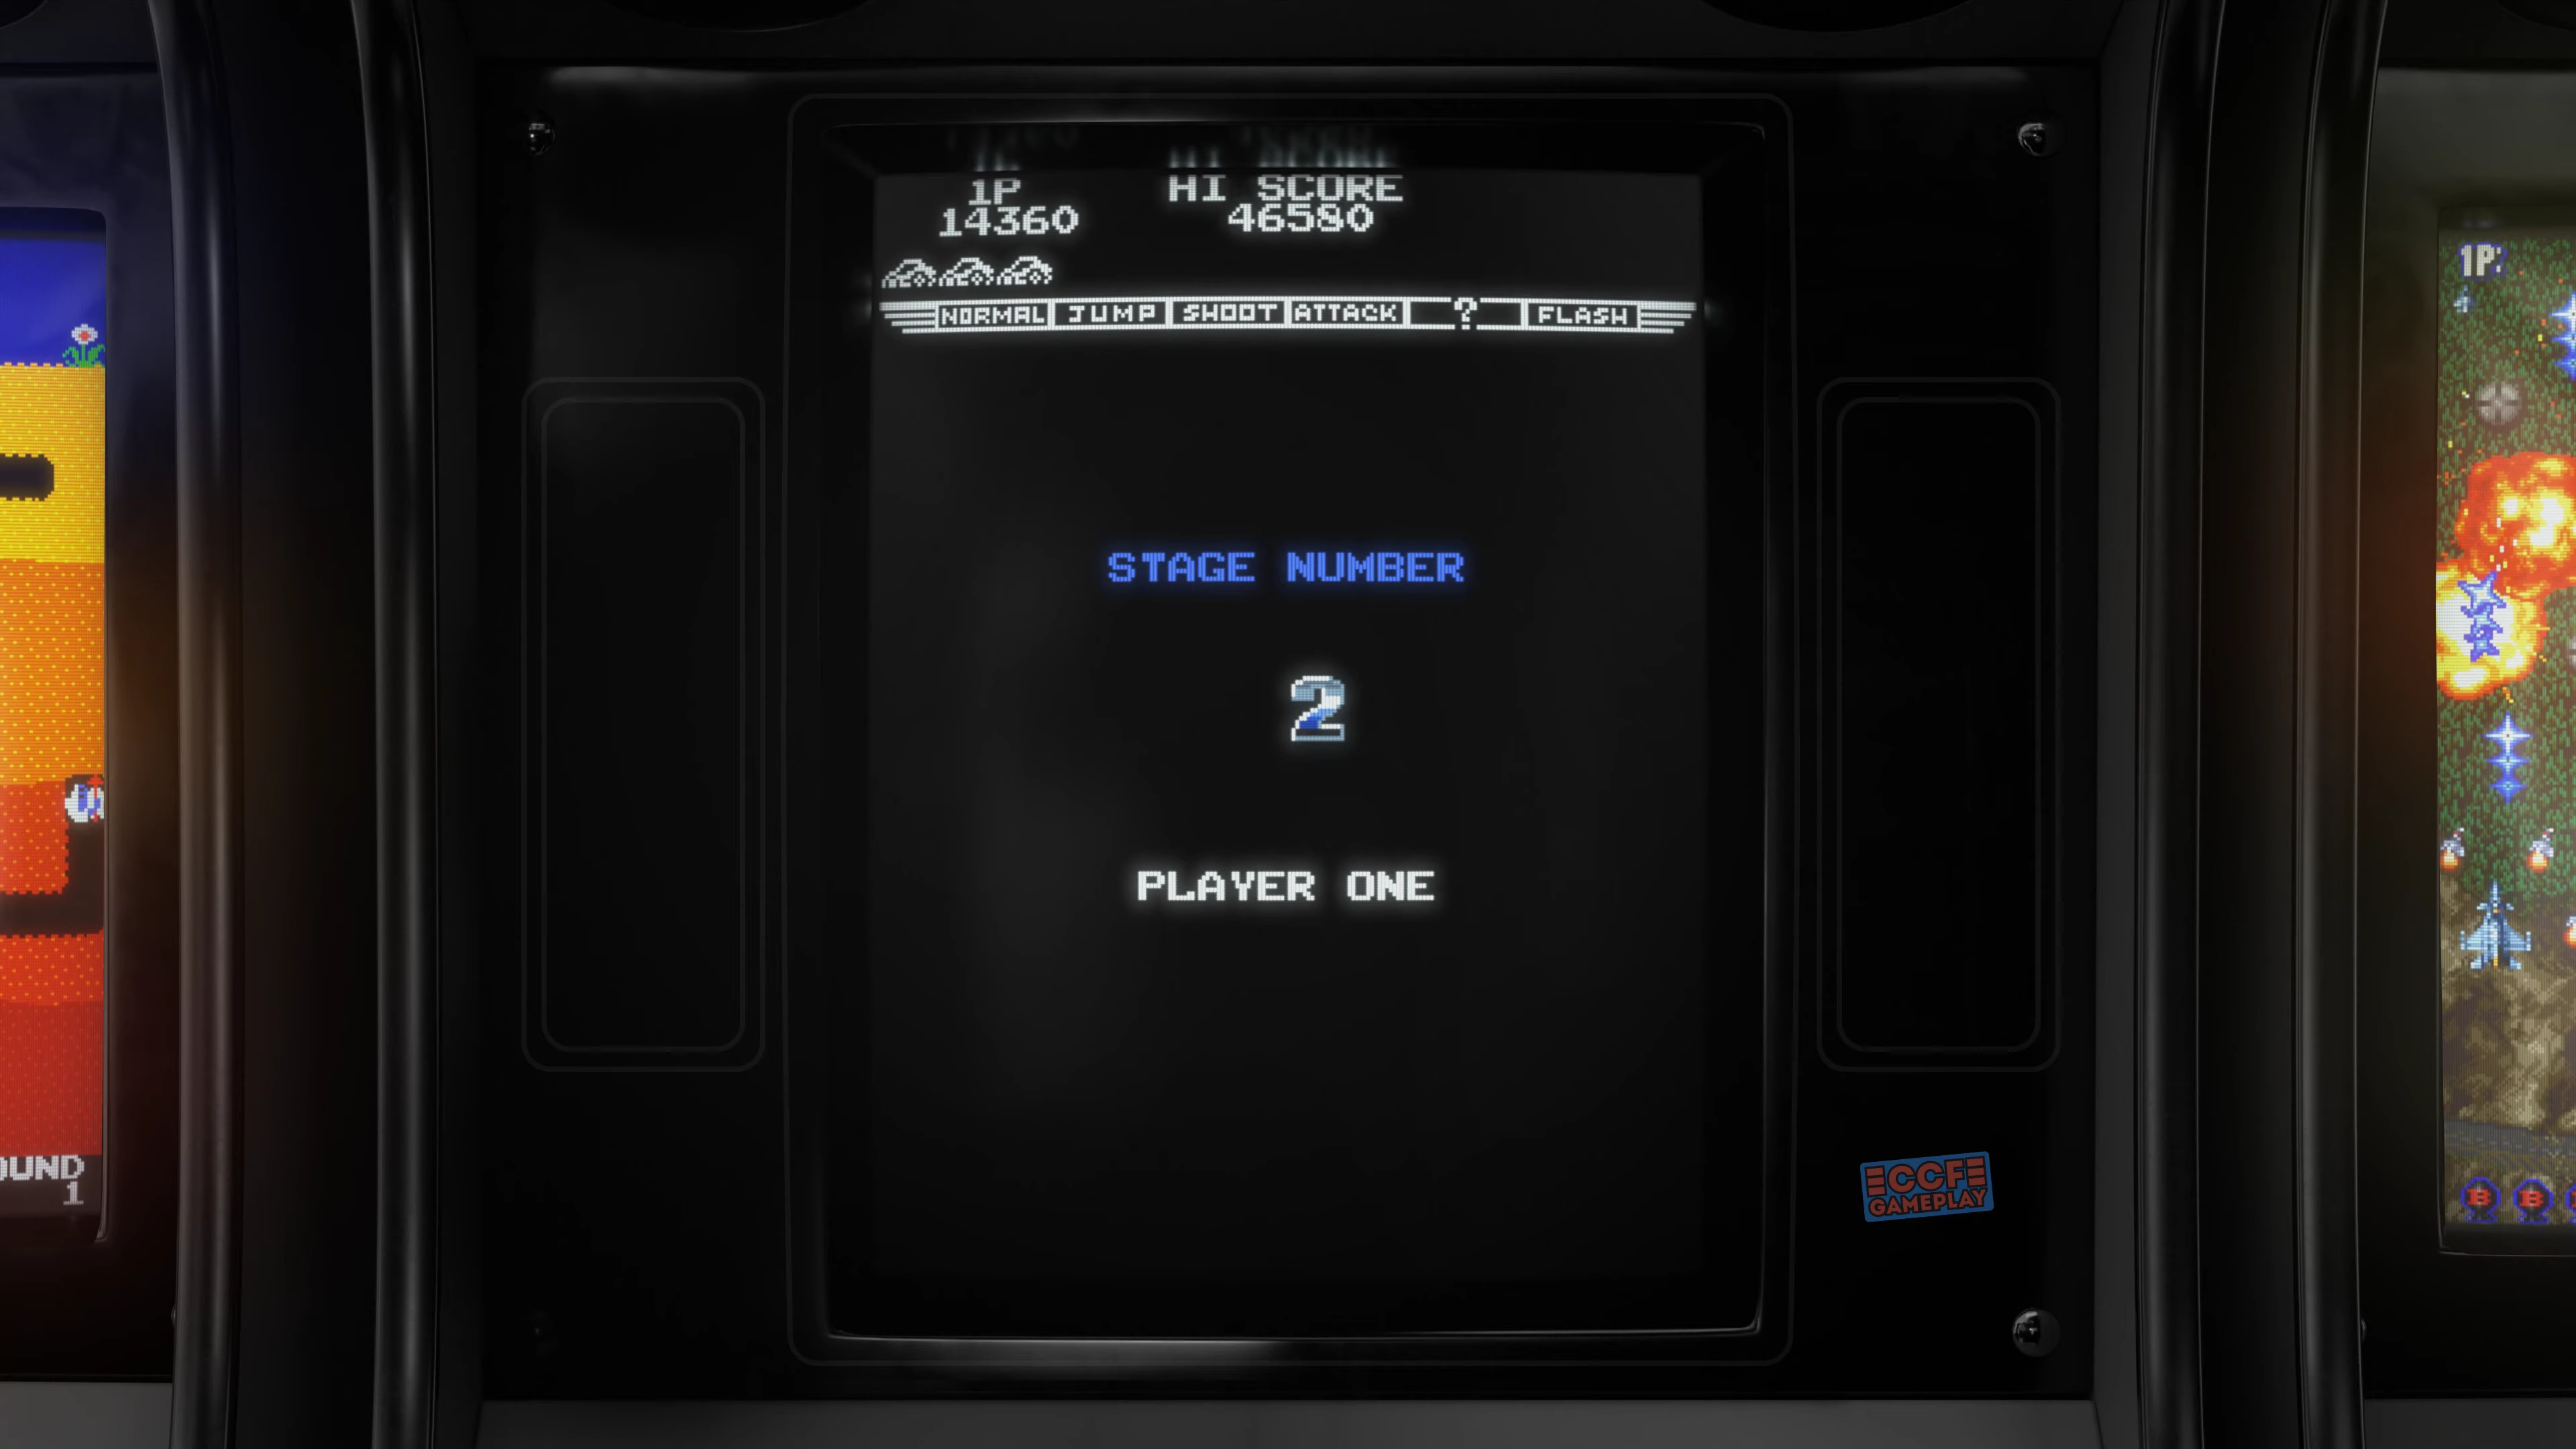 1P
HI SCORE
14360
46580
NORMAL JUMP SHOOT ATTACK ? FLASH
STAGE NUMBER
2
PLAYER ONE
OUND
1
1P
B B
CCF
GAMEPLAY